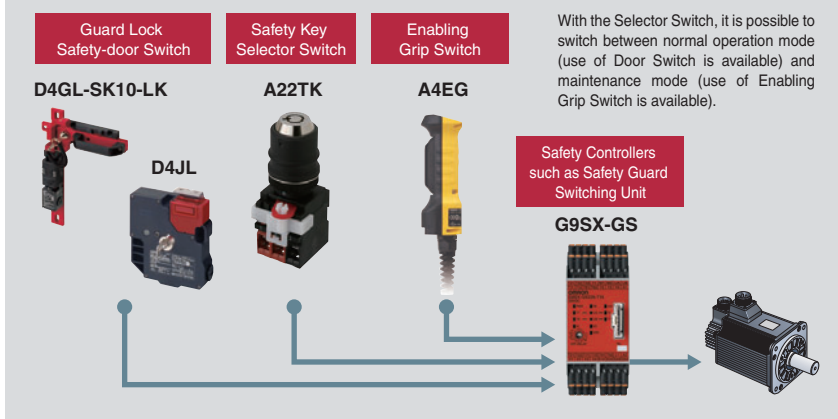 Guard Lock
Safety-door Switch
Safety Key
Selector Switch
Enabling
Grip Switch
With the Selector Switch, it is possible to
switch between normal operation mode
(use of Door Switch is available) and
maintenance mode (use of Enabling
Grip Switch is available).
D4GL-SK10-LK
A22TK
A4EG
D4JL
Safety Controllers
such as Safety Guard
Switching Unit
G9SX-GS